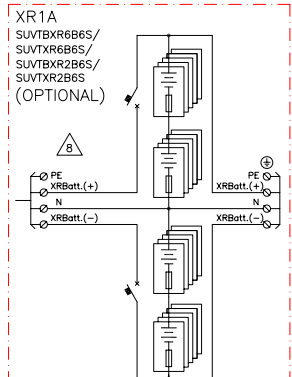 XR1A
SUVTBXR6B6S/
SUVTXR6B6S/
SUVTBXR2B6S/
SUVTXR2B6S
(OPTIONAL)
8
PE
PE
XRBatt.(+)
XRBatt.(+)
N
N
XRBatt.(−)
XRBatt.(−)